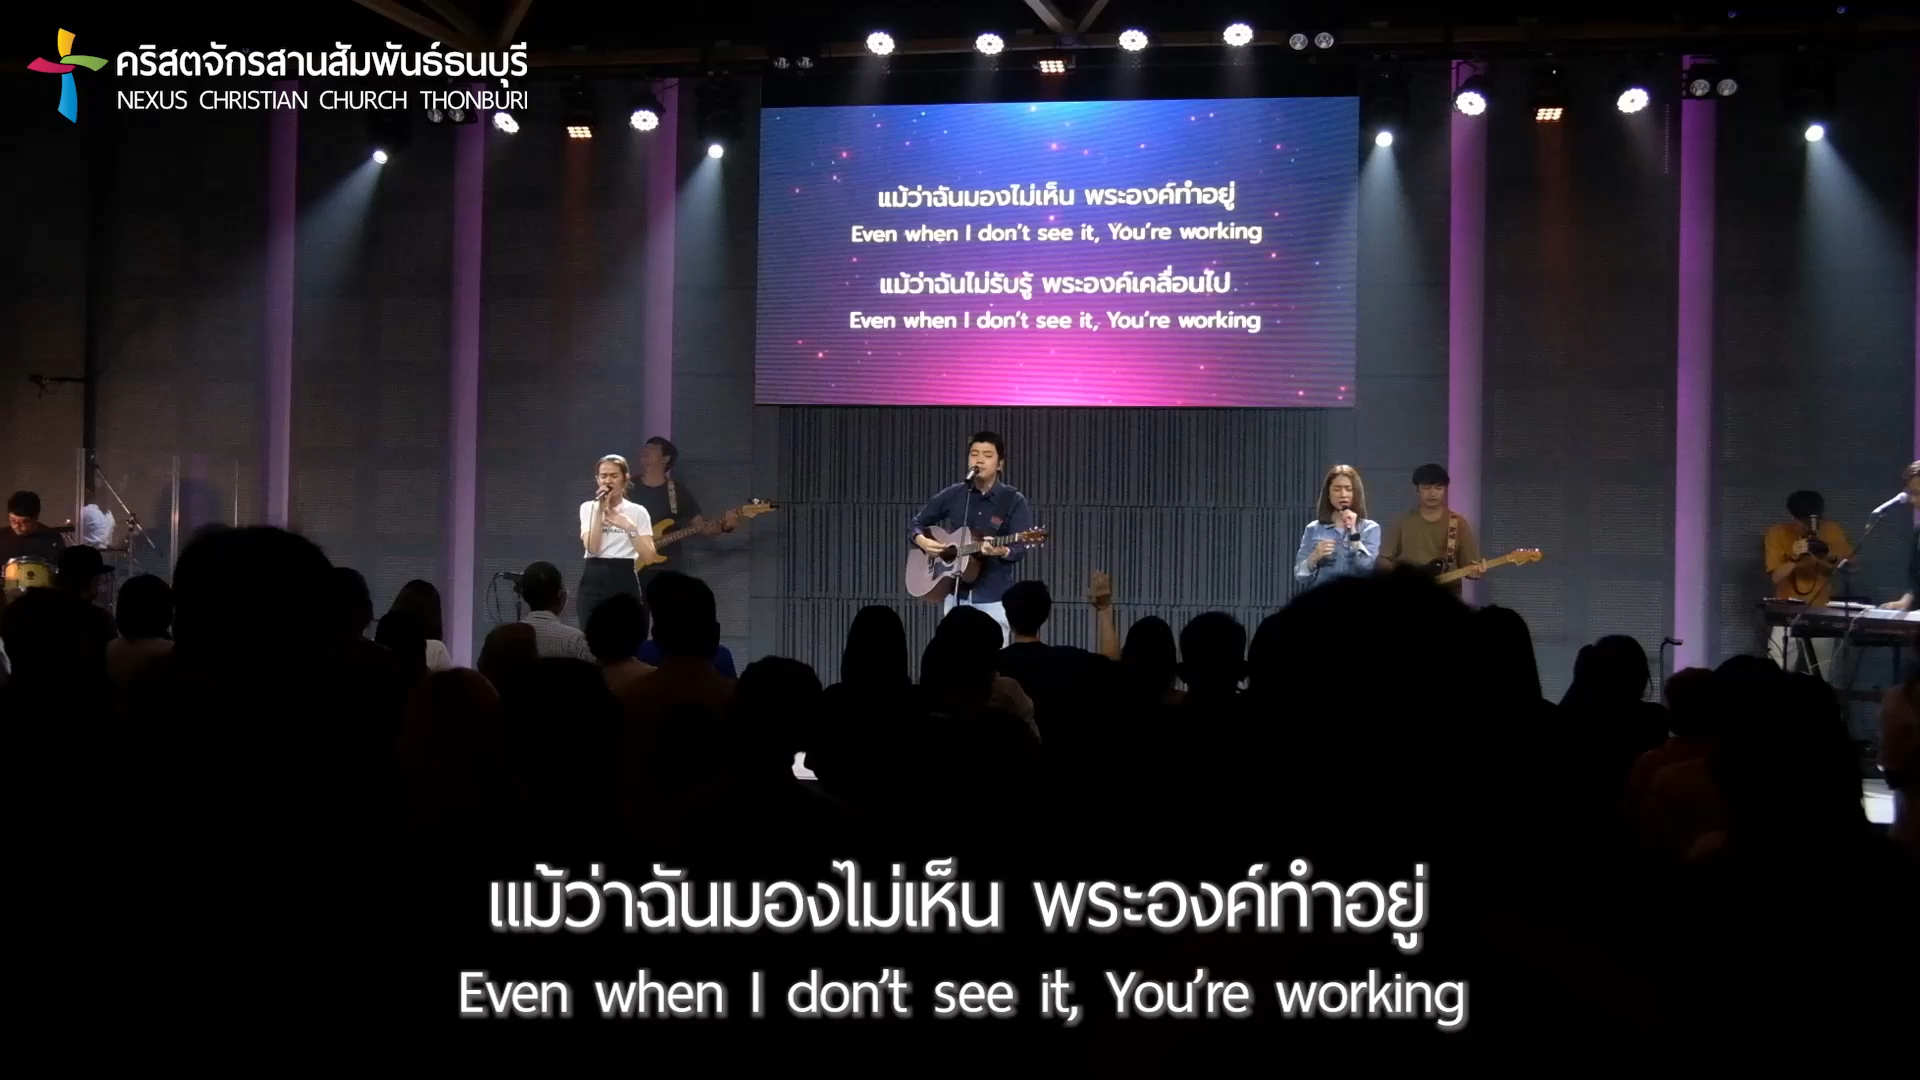 คริสตจักรสานสัมพันธ์ธนบุรี
NEXUS CHRISTIAN CHURCH THONBURI
แม้ว่าฉันมองไม่เห็น พระองค์ทำอยู่
Even when I don't see it, You're working
แม้ว่าฉันไม่รับรู้ พระองค์เคลื่อนไป
Even when I don't see it, You're working
แม้ว่าฉันมองไม่เห็น พระองค์ทำอยู่
Even when I don't see it, You're working